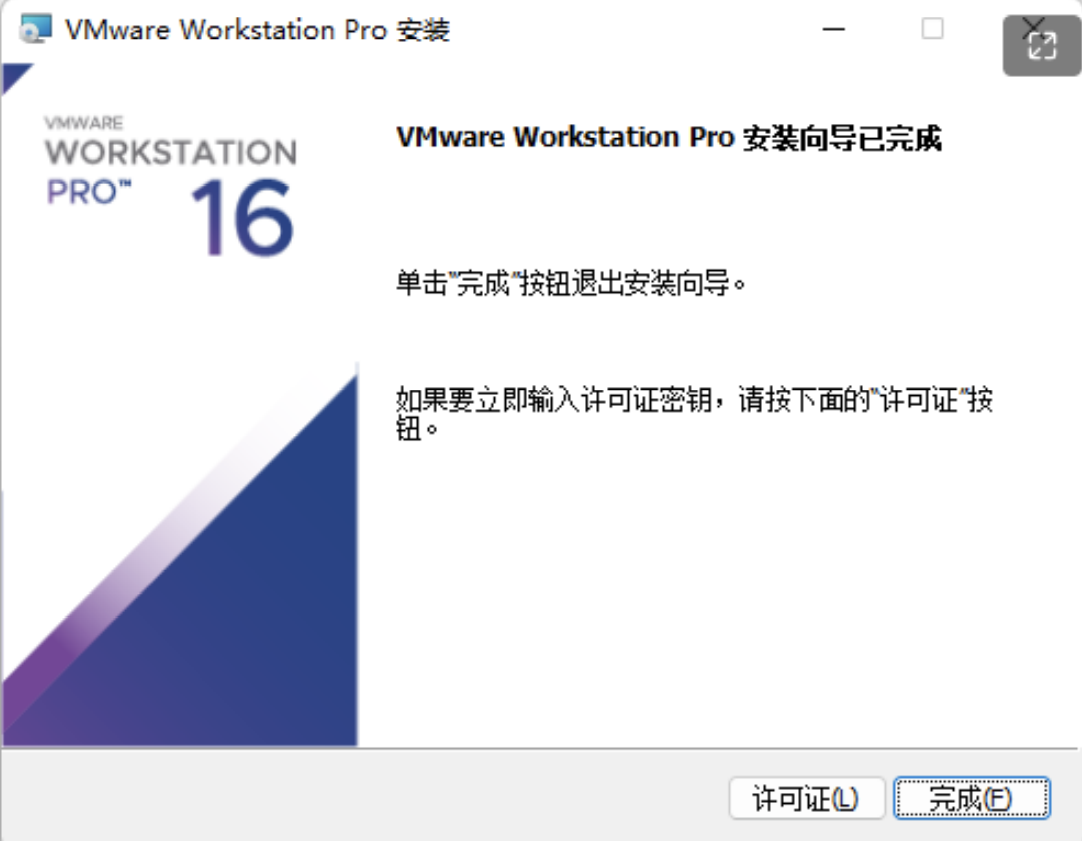 VMware Workstation Pro 安装
VMWARE
WORKSTATION
PRO™ 16
VMware Workstation Pro 安装向导已完成
单击"完成"按钮退出安装向导。
如果要立即输入许可证密钥，请按下面的"许可证"按
钮。
许可证(L)
完成(F)